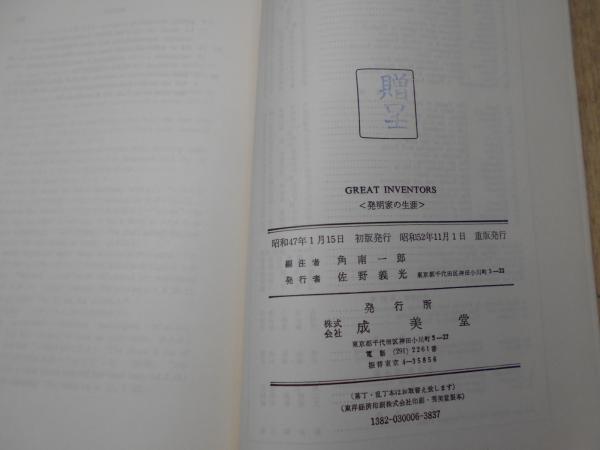 贈呈
GREAT INVENTORS
<発明家の生涯>
昭和47年1月15日 初版発行 昭和52年11月1日 重版発行
編注者 角南一郎
発行者 佐野義光 東京都千代田区神田小川町3-22
発行所
株式会社 成美堂
東京都千代田区神田小川町3-22
電話 (291) 2261番
振替東京 4-35856
(落丁・乱丁本はお取替え致します)
(東洋経済印刷株式会社印刷・秀美堂製本)
1382-030006-3837